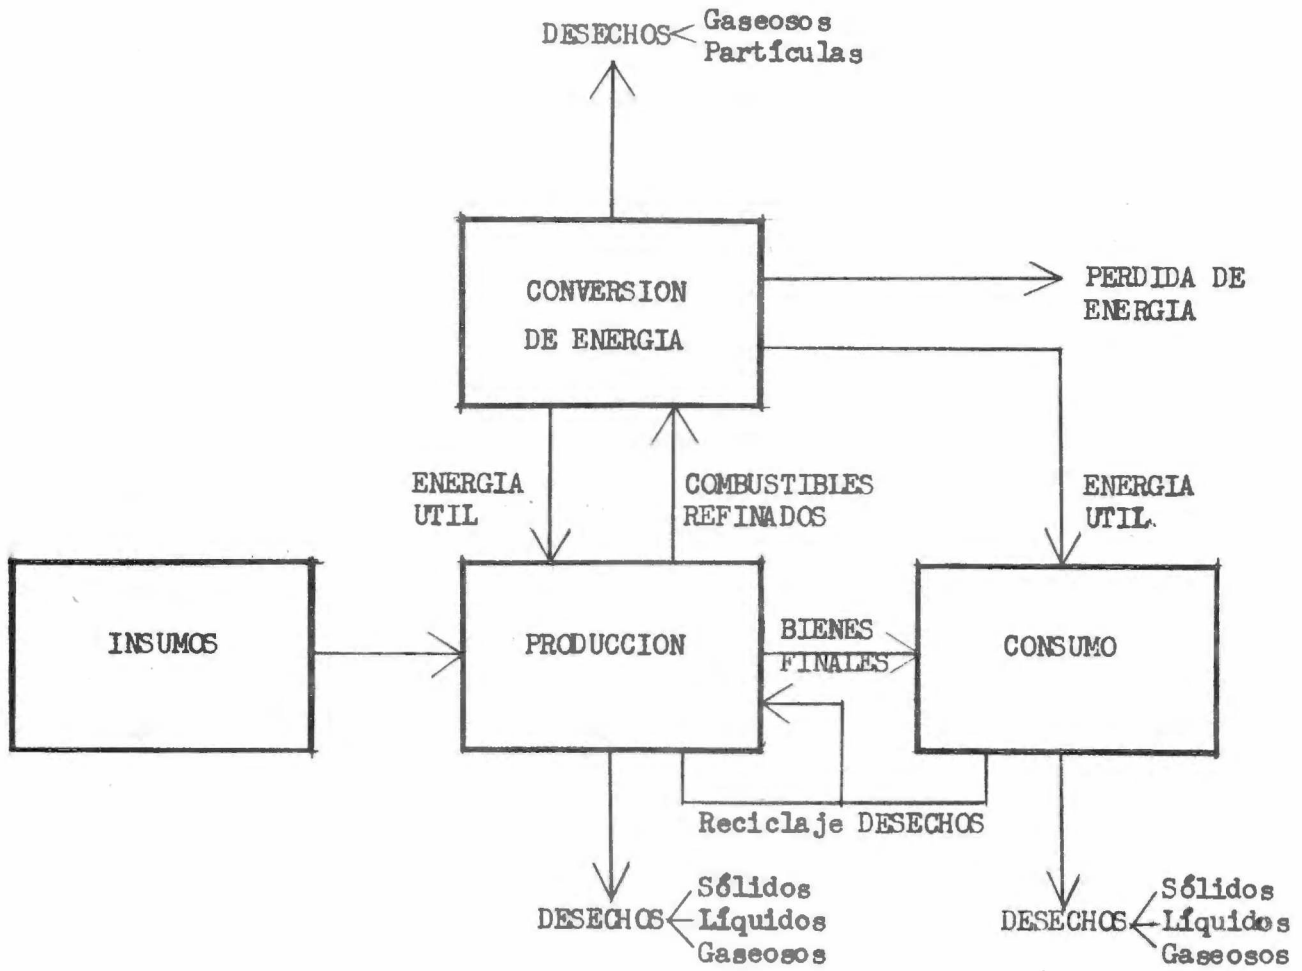 DESECHOS Gaseosos
Partículas
CONVERSION
DE ENERGIA
PERDIDA DE
ENERGIA
ENERGIA
UTIL
COMBUSTIBLES
REFINADOS
ENERGIA
UTIL.
INSUMOS
PRODUCCION
BIENES
FINALES
CONSUMO
Reciclaje DESECHOS
DESECHOS Sólidos
Líquidos
Gaseosos
DESECHOS Sólidos
Líquidos
Gaseosos